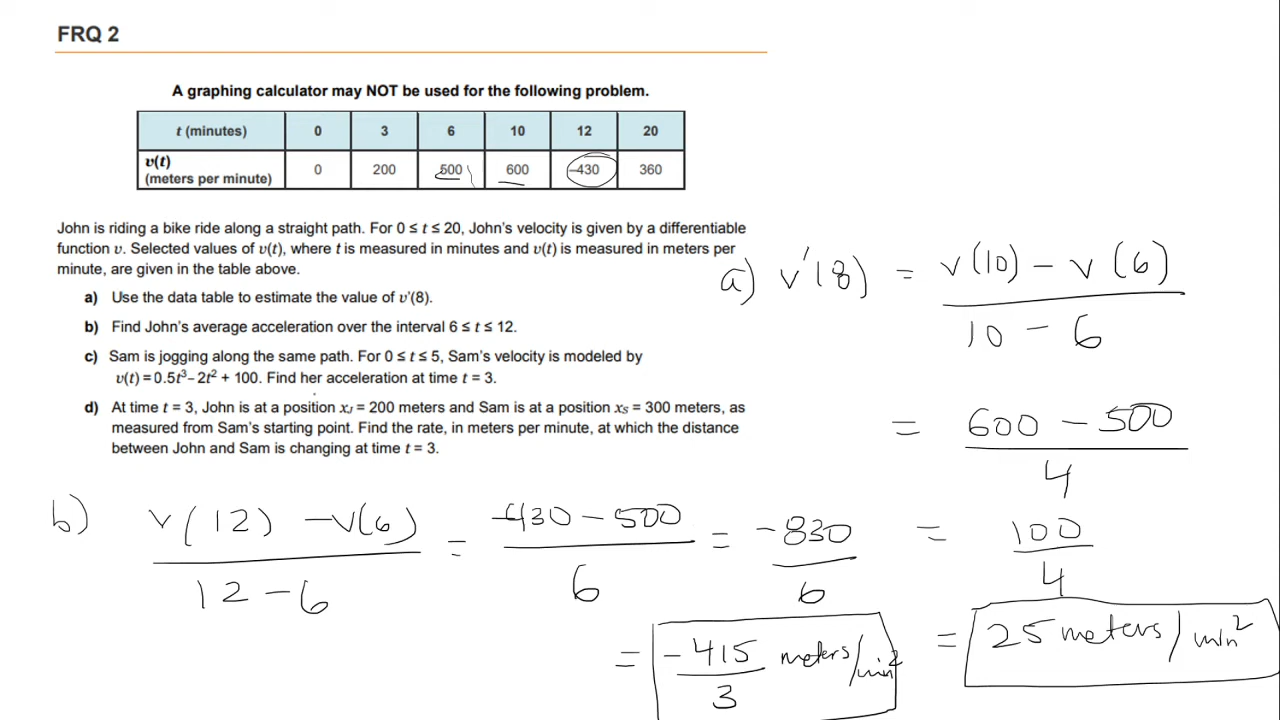 FRQ 2
A graphing calculator may NOT be used for the following problem.
t (minutes) 0 3 6 10 12 20
v(t) (meters per minute) 0 200 500 600 -430 360
John is riding a bike ride along a straight path. For 0 ≤ t ≤ 20, John's velocity is given by a differentiable
function v. Selected values of v(t), where t is measured in minutes and v(t) is measured in meters per
minute, are given in the table above.
a) Use the data table to estimate the value of v'(8).
b) Find John's average acceleration over the interval 6 ≤ t ≤ 12.
c) Sam is jogging along the same path. For 0 ≤ t ≤ 5, Sam's velocity is modeled by
v(t) = 0.5t³ – 2t² + 100. Find her acceleration at time t = 3.
d) At time t = 3, John is at a position xJ = 200 meters and Sam is at a position xS = 300 meters, as
measured from Sam's starting point. Find the rate, in meters per minute, at which the distance
between John and Sam is changing at time t = 3.
a) v'(8) = v(10) - v(6)
10 - 6
= 600 - 500
4
= 100
4
= 25 meters/min²
b) v(12) - v(6) = -430 - 500 = -830
12 - 6 6 6
= -415 meters/min²
3